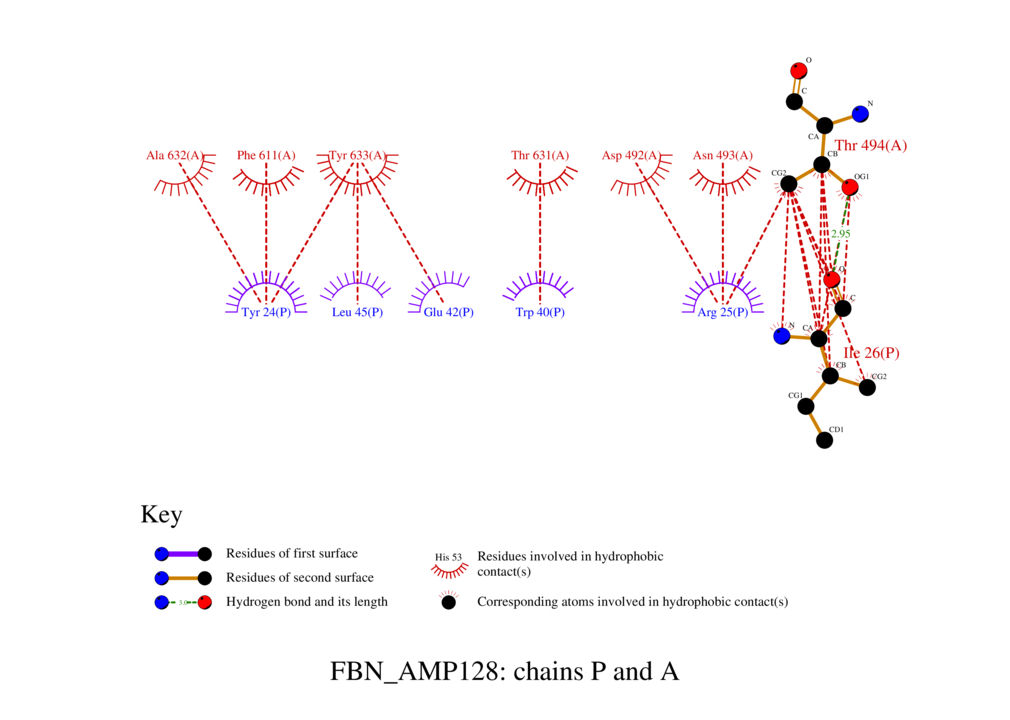 O
C
N
CA
Thr 494(A)
CB
Ala 632(A) Phe 611(A) Tyr 633(A) Thr 631(A) Asp 492(A) Asn 493(A)
CG2
OG1
2.95
O
C
Tyr 24(P) Leu 45(P) Glu 42(P) Trp 40(P) Arg 25(P)
N
CA
Ile 26(P)
CB
CG2
CG1
CD1
Key
Residues of first surface
Residues of second surface
3.0
Hydrogen bond and its length
His 53
Residues involved in hydrophobic
contact(s)
Corresponding atoms involved in hydrophobic contact(s)
FBN_AMP128: chains P and A